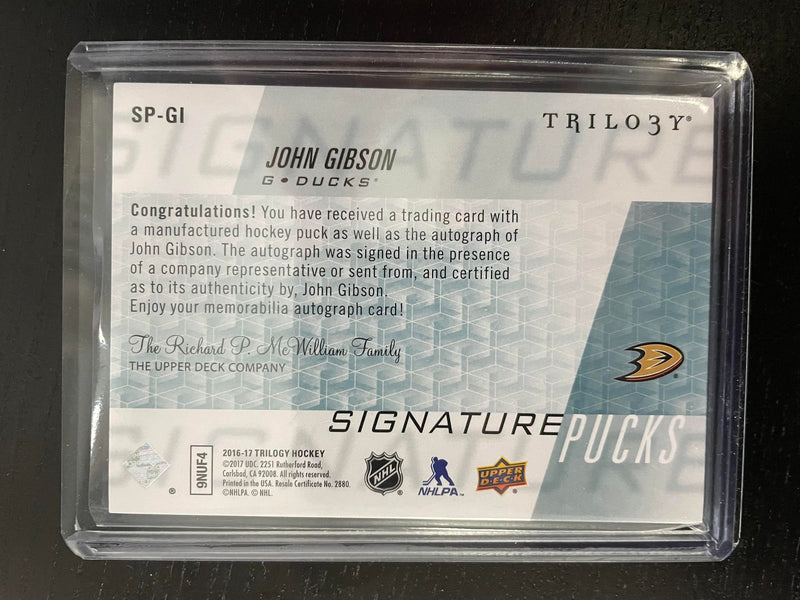 SP-GI
TRILO3Y®
SIGNATURE
JOHN GIBSON
G • DUCKS®
Congratulations! You have received a trading card with
a manufactured hockey puck as well as the autograph of
John Gibson. The autograph was signed in the presence
of a company representative or sent from, and certified
as to its authenticity by, John Gibson.
Enjoy your memorabilia autograph card!
The Richard P. McWilliam Family
THE UPPER DECK COMPANY
SIGNATURE PUCKS
9NUF4
2016-17 TRILOGY HOCKEY
©2017 UDC. 2251 Rutherford Road,
Carlsbad, CA 92008. All rights reserved.
Printed in the USA. Resale Certificate No. 2880.
©NHLPA. © NHL.
NHL
NHLPA™
UPPER
DECK